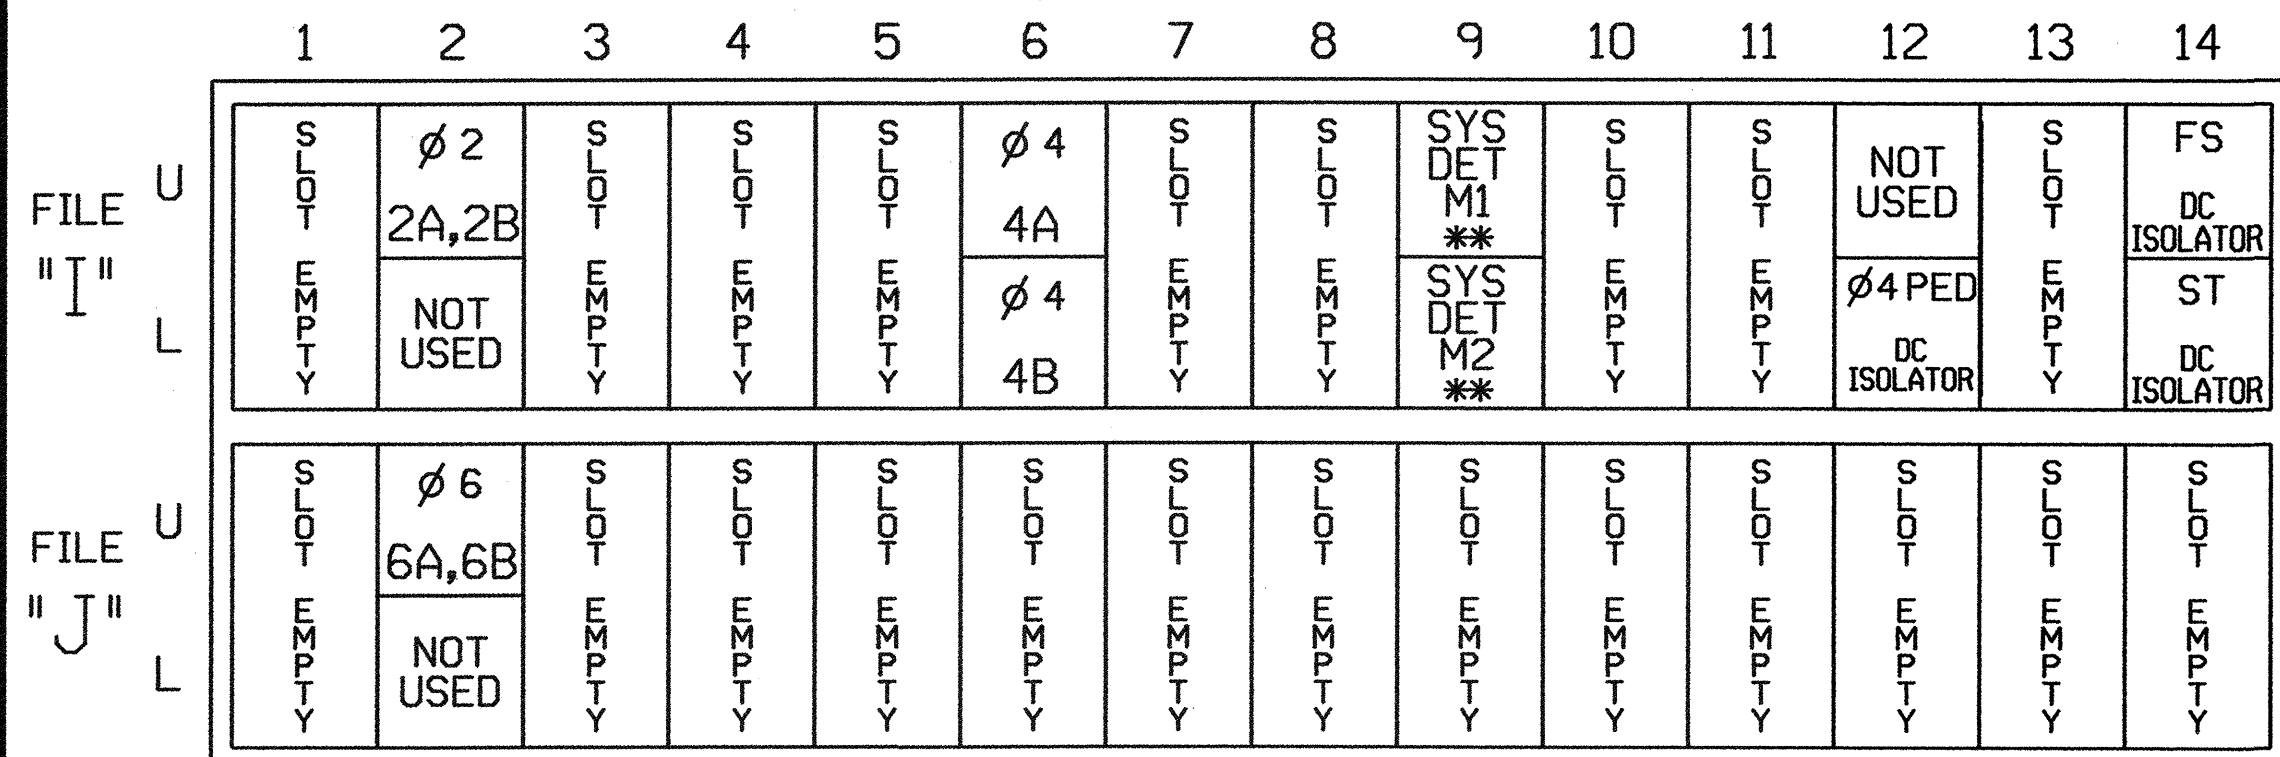 1 2 3 4 5 6 7 8 9 10 11 12 13 14
FILE "I"
U
L
SLOT EMPTY
ø 2
2A,2B
NOT
USED
SLOT EMPTY
SLOT EMPTY
SLOT EMPTY
ø 4
4A
ø 4
4B
SLOT EMPTY
SLOT EMPTY
SYS
DET
M1
**
SYS
DET
M2
**
SLOT EMPTY
SLOT EMPTY
NOT
USED
ø4 PED
DC
ISOLATOR
SLOT EMPTY
FS
DC
ISOLATOR
ST
DC
ISOLATOR
FILE "J"
U
L
SLOT EMPTY
ø 6
6A,6B
NOT
USED
SLOT EMPTY
SLOT EMPTY
SLOT EMPTY
SLOT EMPTY
SLOT EMPTY
SLOT EMPTY
SLOT EMPTY
SLOT EMPTY
SLOT EMPTY
SLOT EMPTY
SLOT EMPTY
SLOT EMPTY